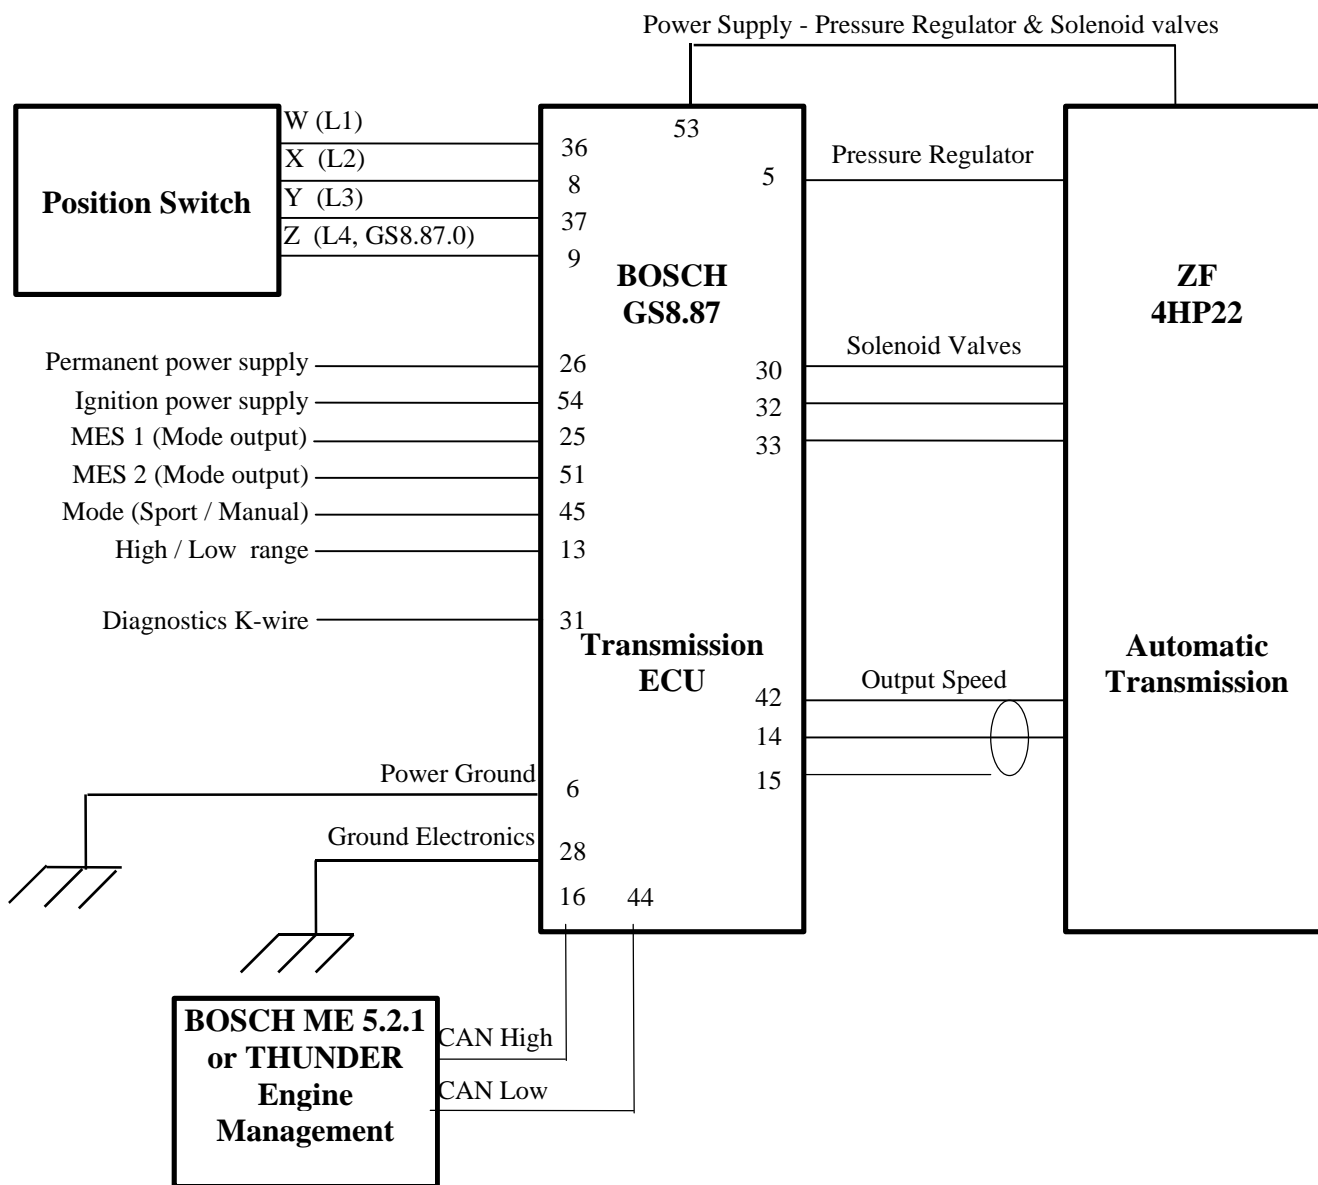 Power Supply - Pressure Regulator & Solenoid valves
W (L1)
X (L2)
Y (L3)
Z (L4, GS8.87.0)
Position Switch
36
8
37
9
53
5
Pressure Regulator
BOSCH
GS8.87
ZF
4HP22
Permanent power supply
26
Ignition power supply
54
MES 1 (Mode output)
25
MES 2 (Mode output)
51
Mode (Sport / Manual)
45
High / Low range
13
Diagnostics K-wire
31
Solenoid Valves
30
32
33
Transmission
ECU
Automatic
Transmission
Output Speed
42
14
15
Power Ground
6
Ground Electronics
28
16
44
BOSCH ME 5.2.1
or THUNDER
Engine
Management
CAN High
CAN Low